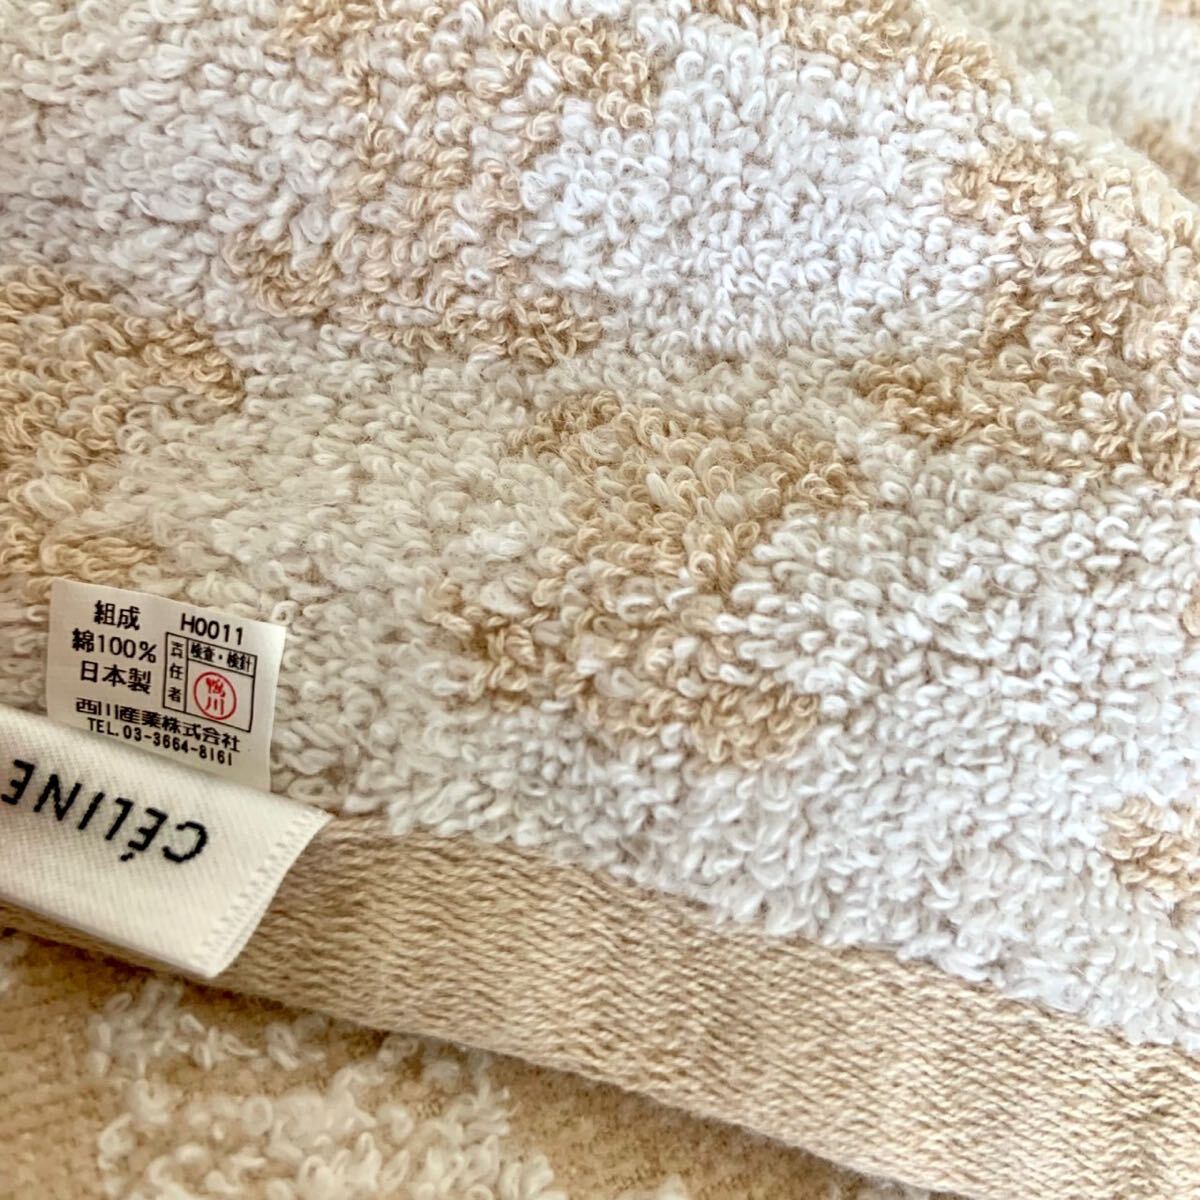 組成 H0011
綿100% 検査・検針
日本製 責任者 鴨川
西川産業株式会社
TEL.03-3664-8161
CÉLINE